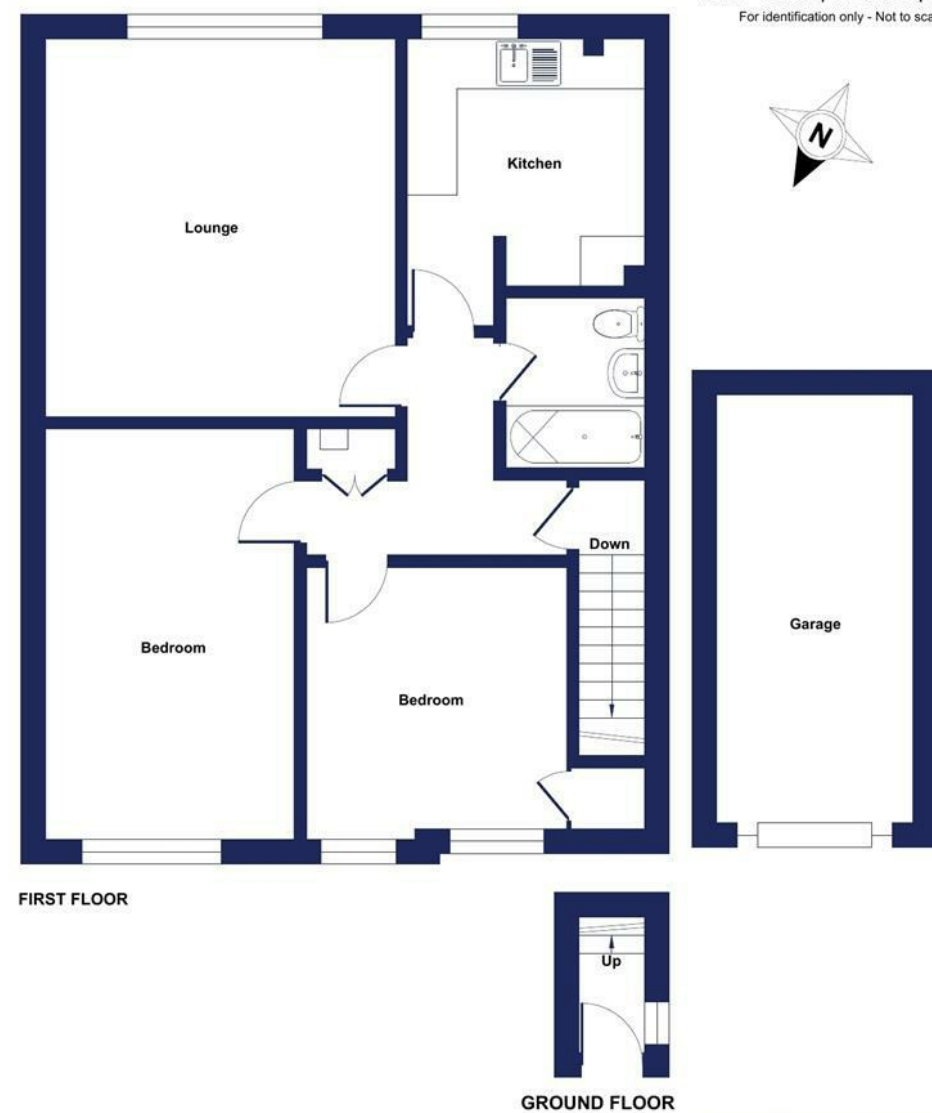 For identification only - Not to sca
N
Kitchen
Lounge
Down
Garage
Bedroom
Bedroom
FIRST FLOOR
Up
GROUND FLOOR